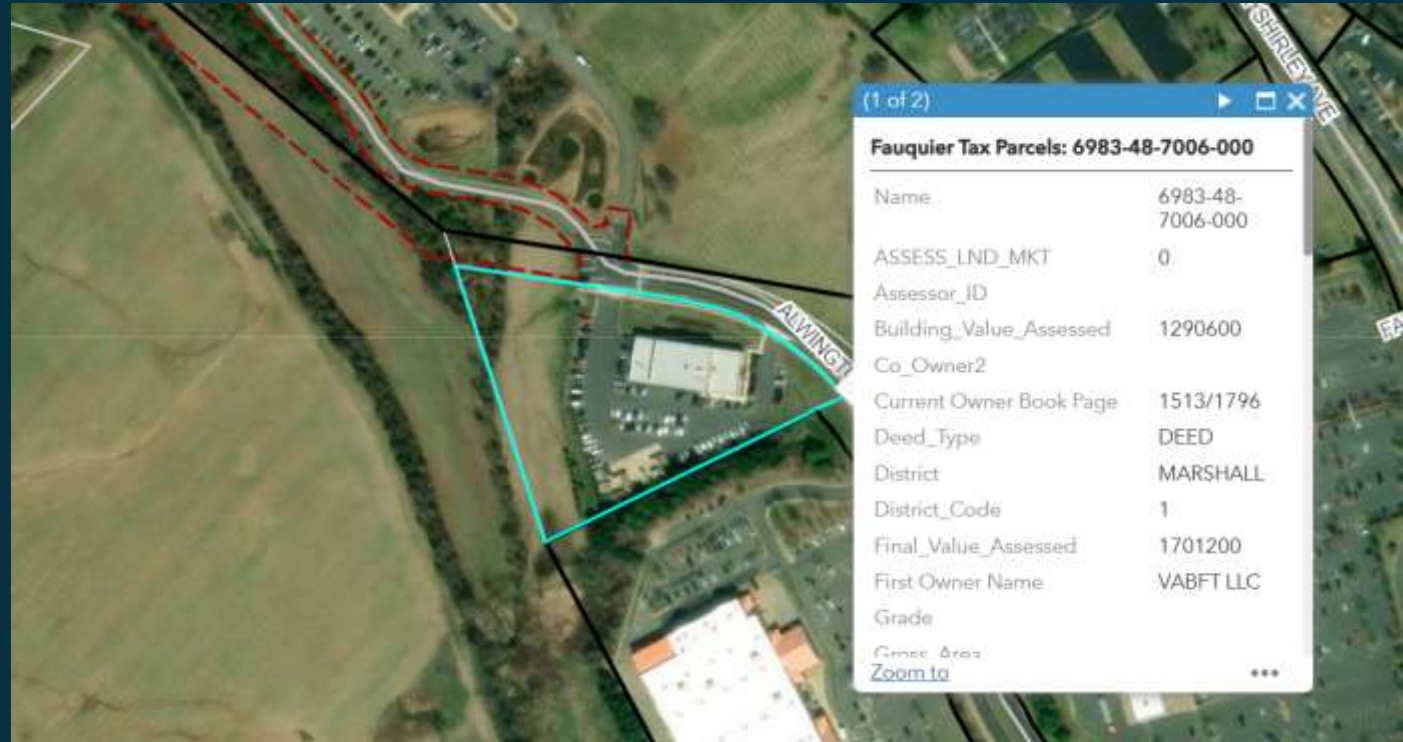 SHIRLEY AVE
(1 of 2)
Fauquier Tax Parcels: 6983-48-7006-000
Name 6983-48-
7006-000
ASSESS_LND_MKT 0
Assessor_ID
Building_Value_Assessed 1290600
Co_Owner2
Current Owner Book Page 1513/1796
Deed_Type DEED
District MARSHALL
District_Code 1
Final_Value_Assessed 1701200
First Owner Name VABFT LLC
Grade
Gross_Area
Zoom to
ALWINGT
EA